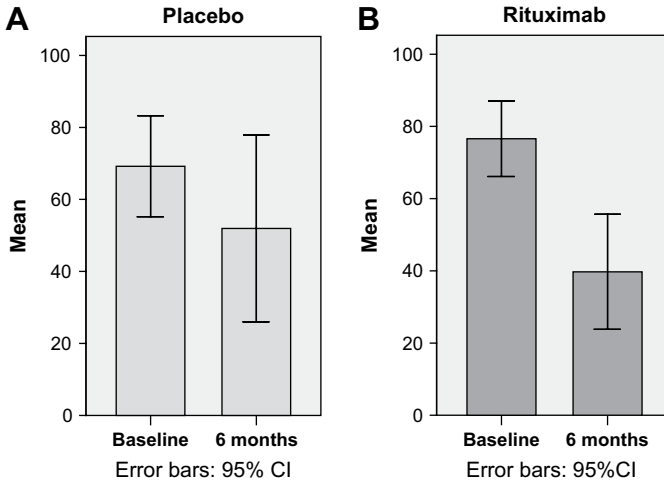 A
Placebo
Mean
100
80
60
40
20
0
Baseline 6 months
Error bars: 95% CI
B
Rituximab
Mean
100
80
60
40
20
0
Baseline 6 months
Error bars: 95%CI